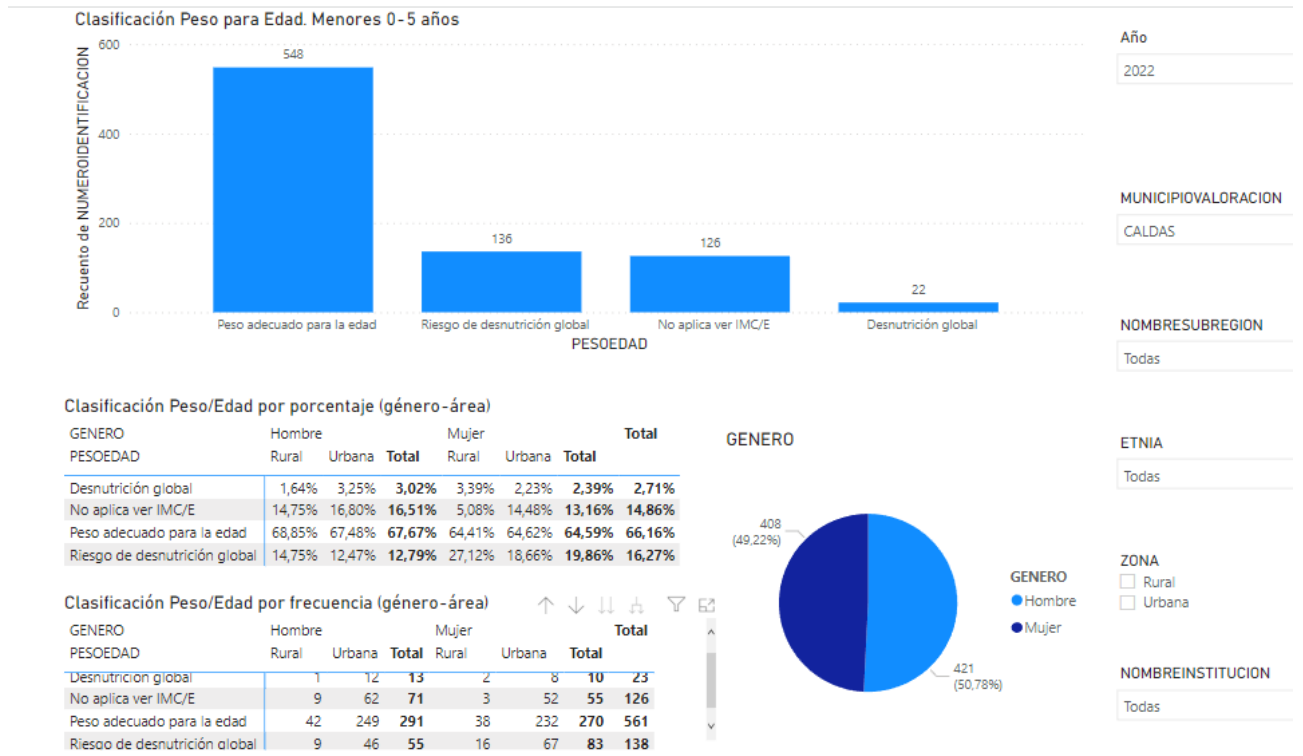 Clasificación Peso para Edad. Menores 0-5 años
Recuento de NUMEROIDENTIFICACION
600
400
200
0
548
136
126
22
Peso adecuado para la edad Riesgo de desnutrición global No aplica ver IMC/E Desnutrición global
PESOEDAD
Año
2022
MUNICIPIOVALORACION
CALDAS
NOMBRESUBREGION
Todas
ETNIA
Todas
ZONA
Rural
Urbana
NOMBREINSTITUCION
Todas
Clasificación Peso/Edad por porcentaje (género-área)
GENERO Hombre Mujer Total
PESOEDAD Rural Urbana Total Rural Urbana Total
Desnutrición global 1,64% 3,25% 3,02% 3,39% 2,23% 2,39% 2,71%
No aplica ver IMC/E 14,75% 16,80% 16,51% 5,08% 14,48% 13,16% 14,86%
Peso adecuado para la edad 68,85% 67,48% 67,67% 64,41% 64,62% 64,59% 66,16%
Riesgo de desnutrición global 14,75% 12,47% 12,79% 27,12% 18,66% 19,86% 16,27%
Clasificación Peso/Edad por frecuencia (género-área)
GENERO Hombre Mujer Total
PESOEDAD Rural Urbana Total Rural Urbana Total
Desnutrición global 1 12 13 2 8 10 23
No aplica ver IMC/E 9 62 71 3 52 55 126
Peso adecuado para la edad 42 249 291 38 232 270 561
Riesgo de desnutrición global 9 46 55 16 67 83 138
GENERO
408
(49,22%)
421
(50,78%)
GENERO
Hombre
Mujer